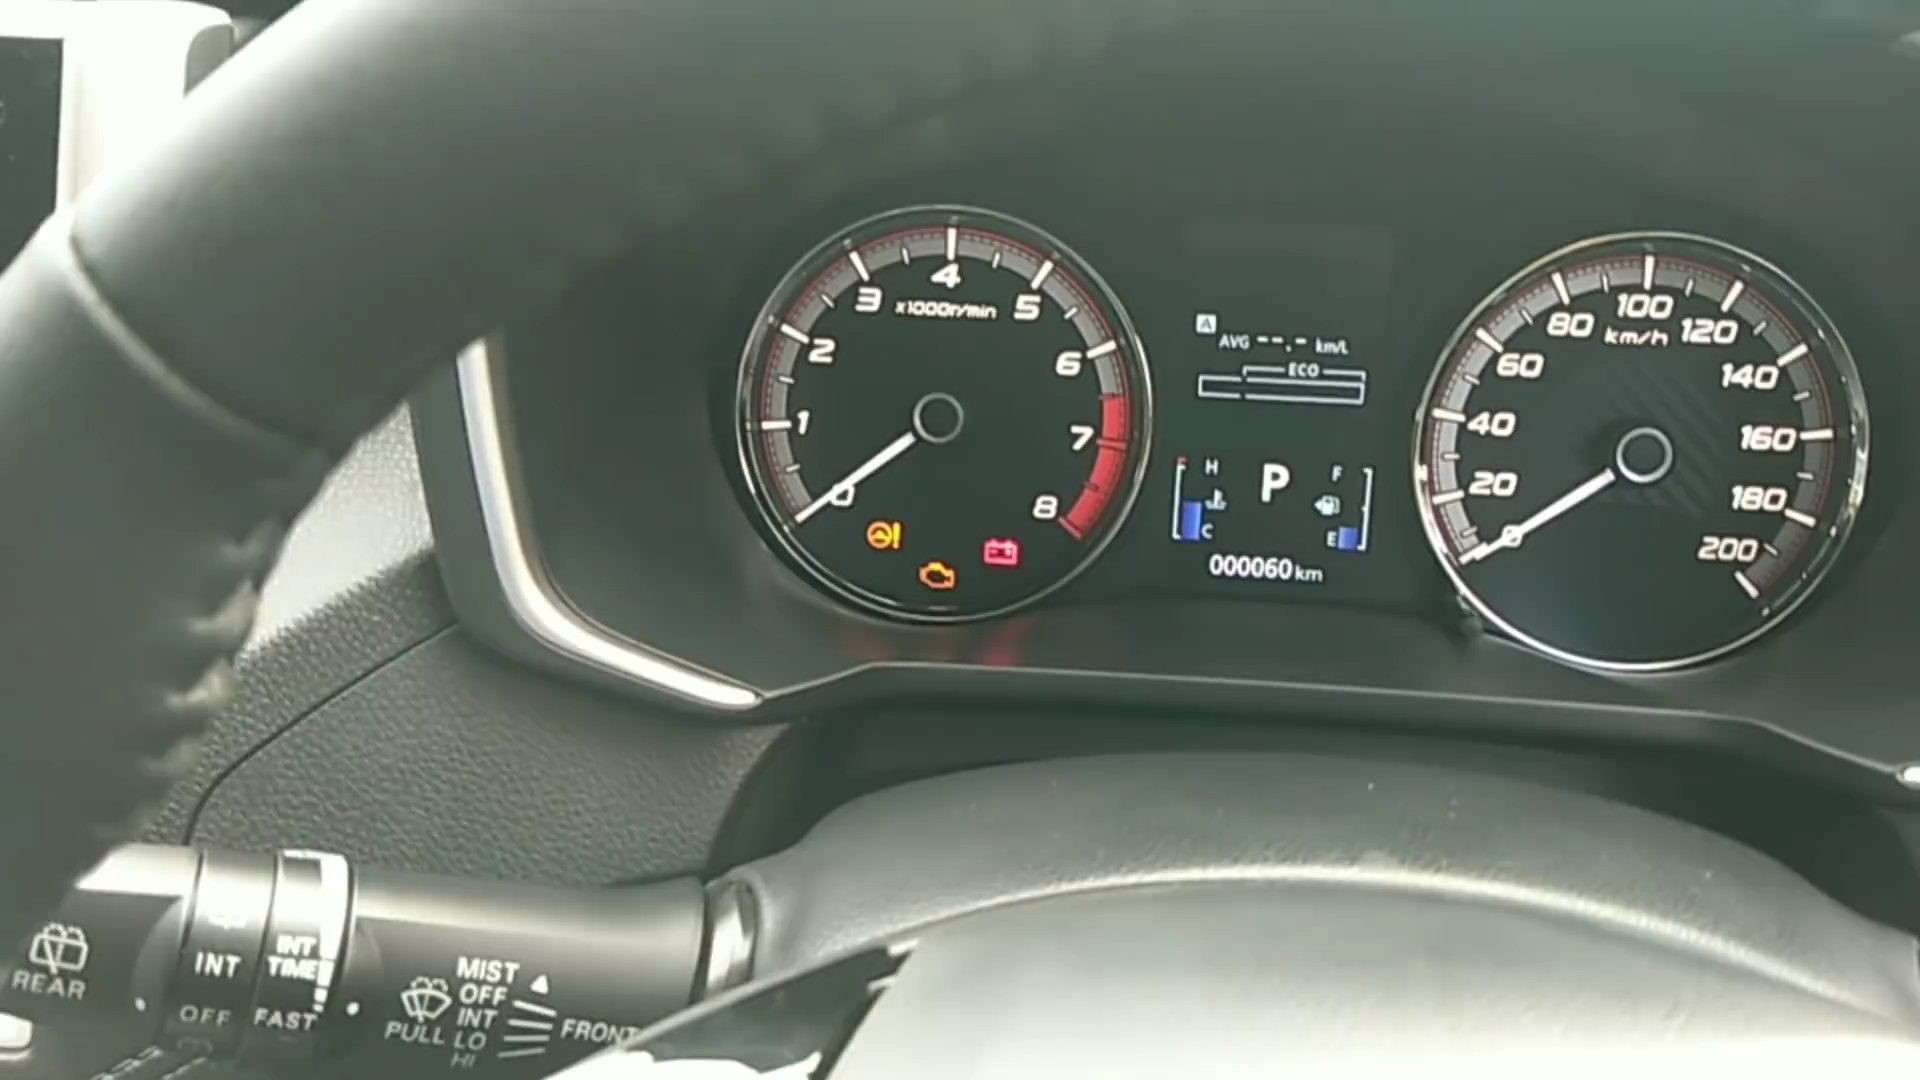 4
3
5
x1000r/min
2
6
1
7
0
8
A
AVG --.- km/L
ECO
H
P
F
C
E
000060 km
100
80
120
km/h
60
140
40
160
20
180
0
200
REAR
INT
OFF
INT
TIME
FAST
MIST
OFF
INT
PULL LO
HI
FRONT